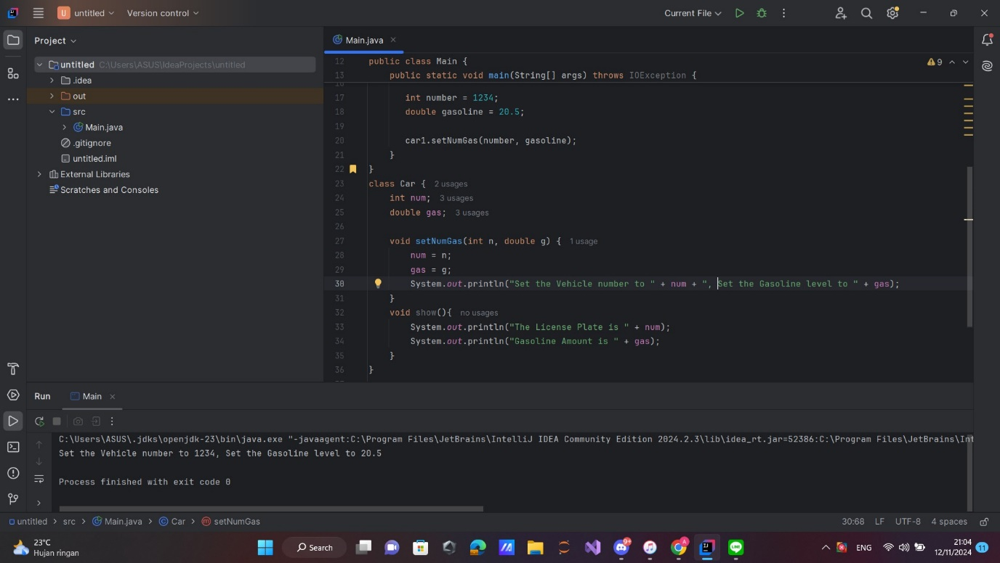 U untitled
Version control
Current File
Project
Main.java
untitled C:\Users\ASUS\IdeaProjects\untitled
.idea
out
src
Main.java
.gitignore
untitled.iml
External Libraries
Scratches and Consoles
9
12 public class Main {
13 public static void main(String[] args) throws IOException {
17 int number = 1234;
18 double gasoline = 20.5;
19
20 car1.setNumGas(number, gasoline);
21 }
22 }
23 class Car { 2 usages
24 int num; 3 usages
25 double gas; 3 usages
26
27 void setNumGas(int n, double g) { 1 usage
28 num = n;
29 gas = g;
30 System.out.println("Set the Vehicle number to " + num + ", Set the Gasoline level to " + gas);
31 }
32 void show(){ no usages
33 System.out.println("The License Plate is " + num);
34 System.out.println("Gasoline Amount is " + gas);
35 }
36 }
Run
Main
C:\Users\ASUS\.jdks\openjdk-23\bin\java.exe "-javaagent:C:\Program Files\JetBrains\IntelliJ IDEA Community Edition 2024.2.3\lib\idea_rt.jar=52386:C:\Program Files\JetBrains\Int
Set the Vehicle number to 1234, Set the Gasoline level to 20.5
Process finished with exit code 0
untitled > src > Main.java > Car > setNumGas
30:68 LF UTF-8 4 spaces
23°C
Hujan ringan
Search
ENG
21:04
12/11/2024
11